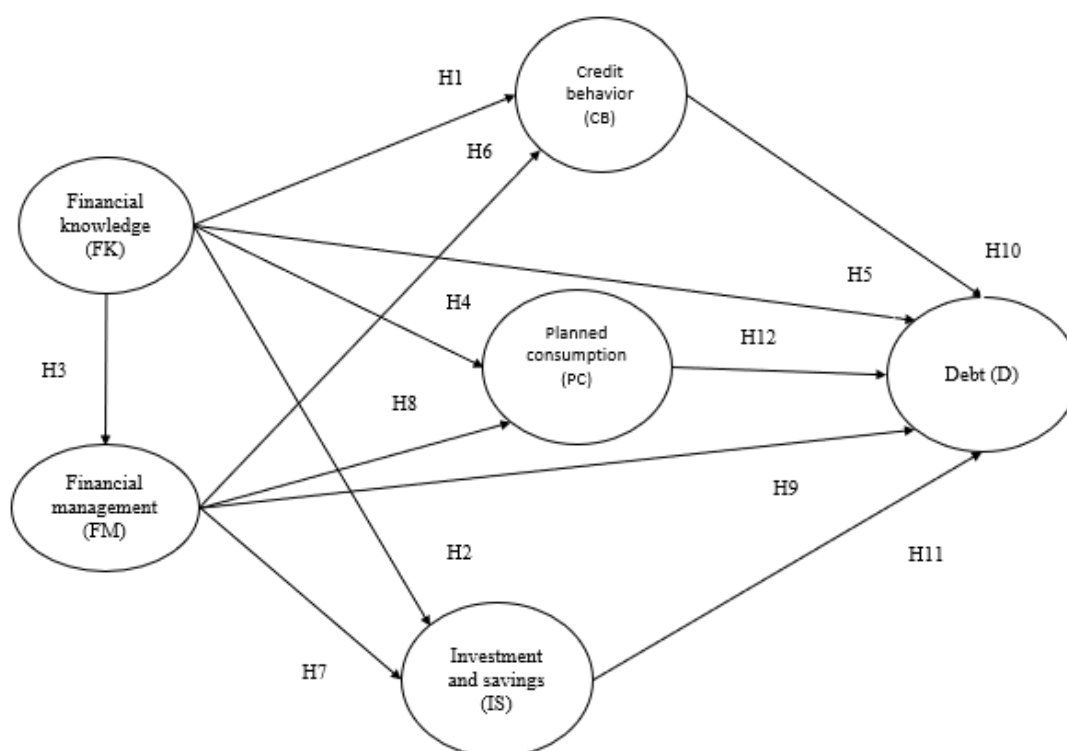 Credit
behavior
(CB)
H1
H6
Financial
knowledge
(FK)
H10
H5
H4
Planned
consumption
(PC)
H12
Debt (D)
H3
H8
Financial
management
(FM)
H9
H2
H11
Investment
and savings
(IS)
H7